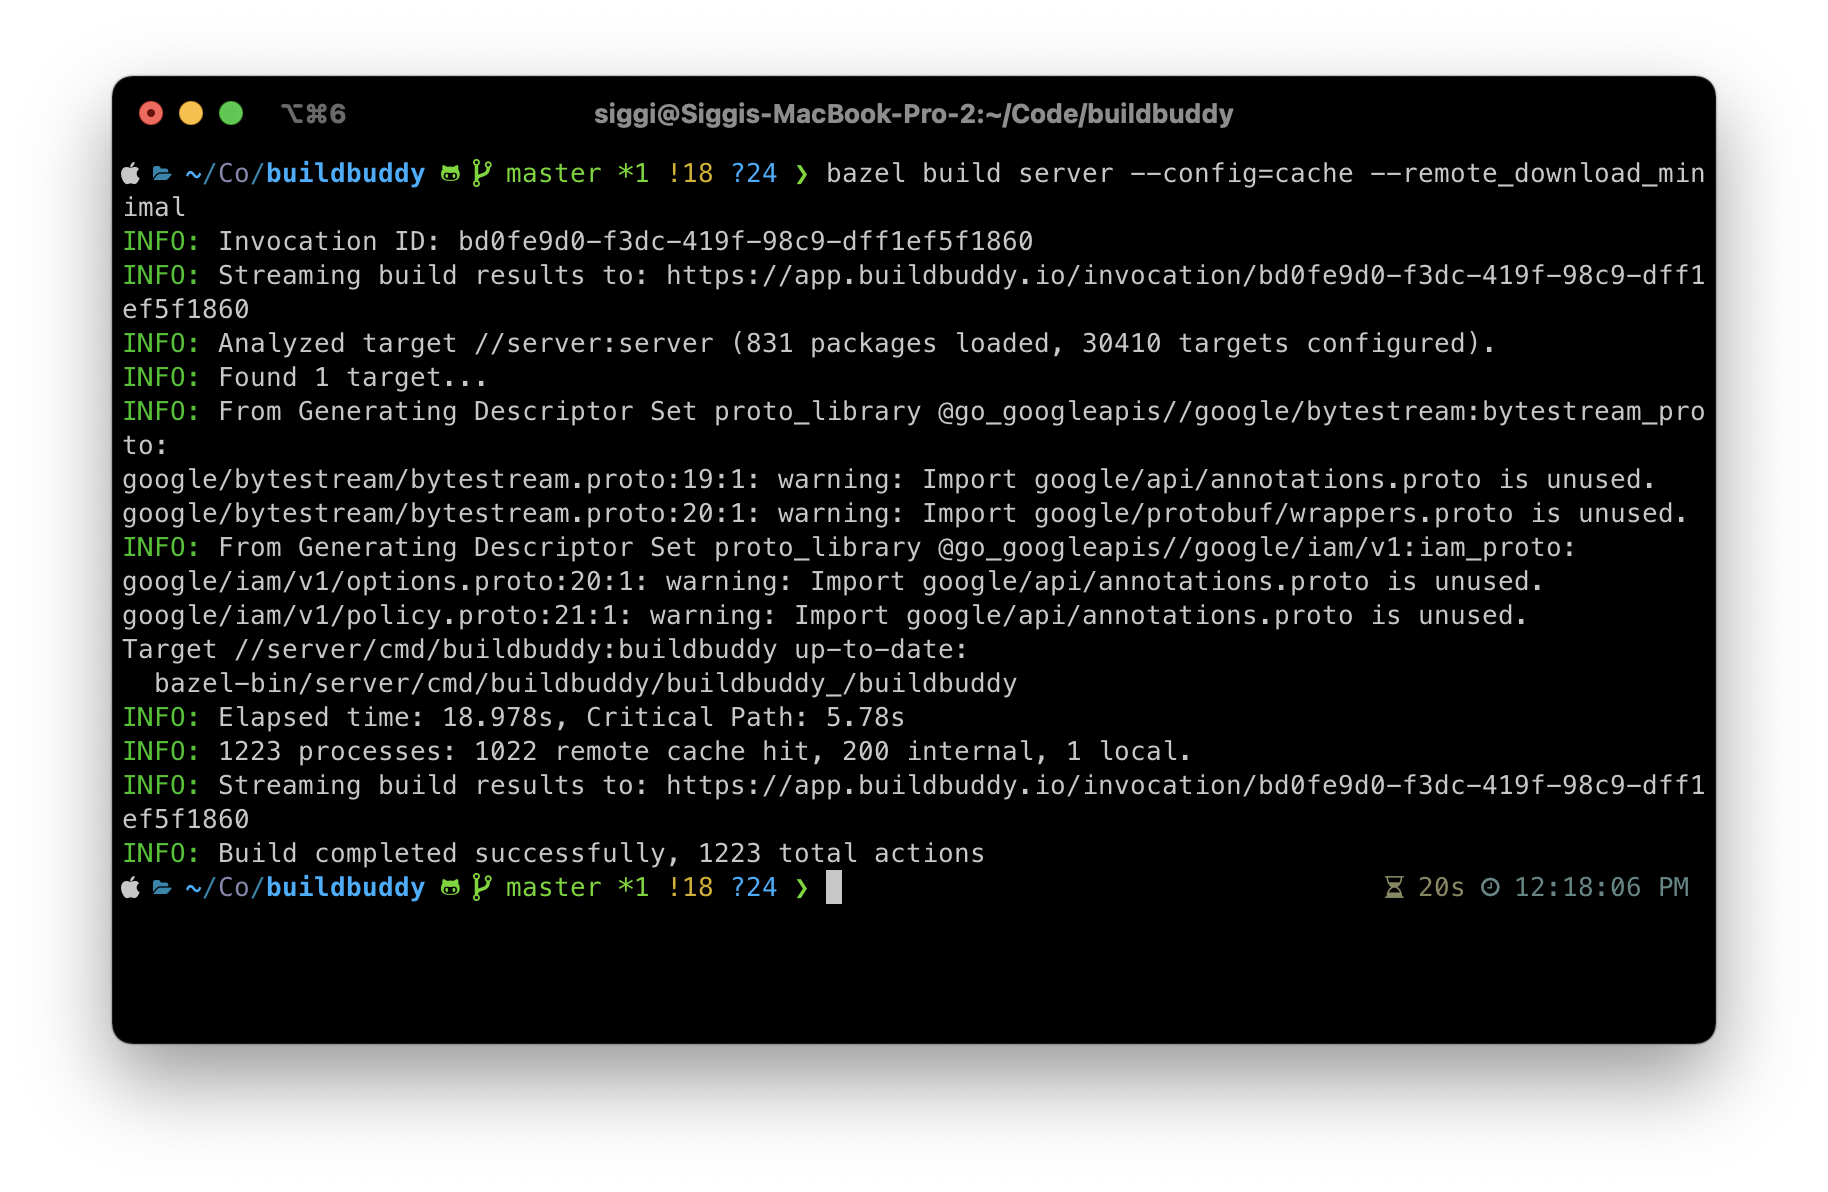 ⌥⌘6 siggi@Siggis-MacBook-Pro-2:~/Code/buildbuddy
~/Co/buildbuddy master *1 !18 ?24 ❯ bazel build server --config=cache --remote_download_min
imal
INFO: Invocation ID: bd0fe9d0-f3dc-419f-98c9-dff1ef5f1860
INFO: Streaming build results to: https://app.buildbuddy.io/invocation/bd0fe9d0-f3dc-419f-98c9-dff1
ef5f1860
INFO: Analyzed target //server:server (831 packages loaded, 30410 targets configured).
INFO: Found 1 target...
INFO: From Generating Descriptor Set proto_library @go_googleapis//google/bytestream:bytestream_pro
to:
google/bytestream/bytestream.proto:19:1: warning: Import google/api/annotations.proto is unused.
google/bytestream/bytestream.proto:20:1: warning: Import google/protobuf/wrappers.proto is unused.
INFO: From Generating Descriptor Set proto_library @go_googleapis//google/iam/v1:iam_proto:
google/iam/v1/options.proto:20:1: warning: Import google/api/annotations.proto is unused.
google/iam/v1/policy.proto:21:1: warning: Import google/api/annotations.proto is unused.
Target //server/cmd/buildbuddy:buildbuddy up-to-date:
  bazel-bin/server/cmd/buildbuddy/buildbuddy_/buildbuddy
INFO: Elapsed time: 18.978s, Critical Path: 5.78s
INFO: 1223 processes: 1022 remote cache hit, 200 internal, 1 local.
INFO: Streaming build results to: https://app.buildbuddy.io/invocation/bd0fe9d0-f3dc-419f-98c9-dff1
ef5f1860
INFO: Build completed successfully, 1223 total actions
~/Co/buildbuddy master *1 !18 ?24 ❯ 20s 12:18:06 PM